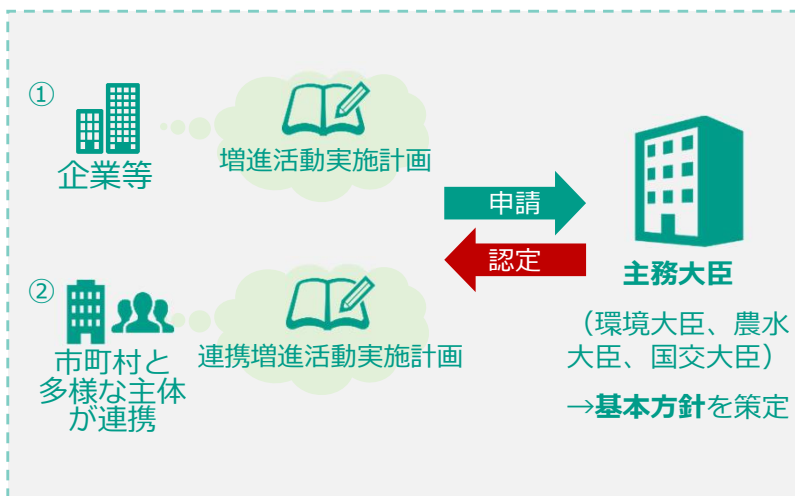 ①
企業等
増進活動実施計画
②
市町村と
多様な主体
が連携
連携増進活動実施計画
申請
認定
主務大臣
（環境大臣、農水
大臣、国交大臣）
→基本方針を策定